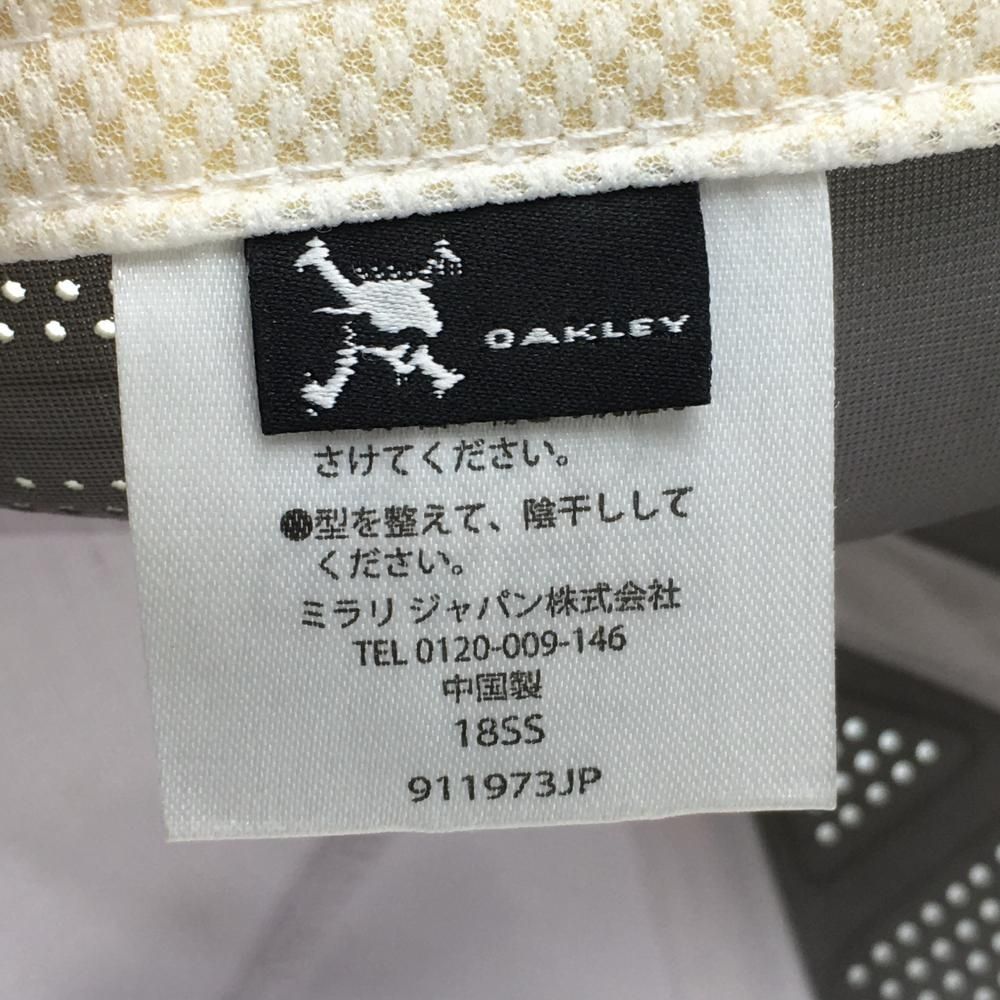 OAKLEY
さけてください。
●型を整えて、陰干しして
ください。
ミラリ ジャパン株式会社
TEL 0120-009-146
中国製
18SS
911973JP